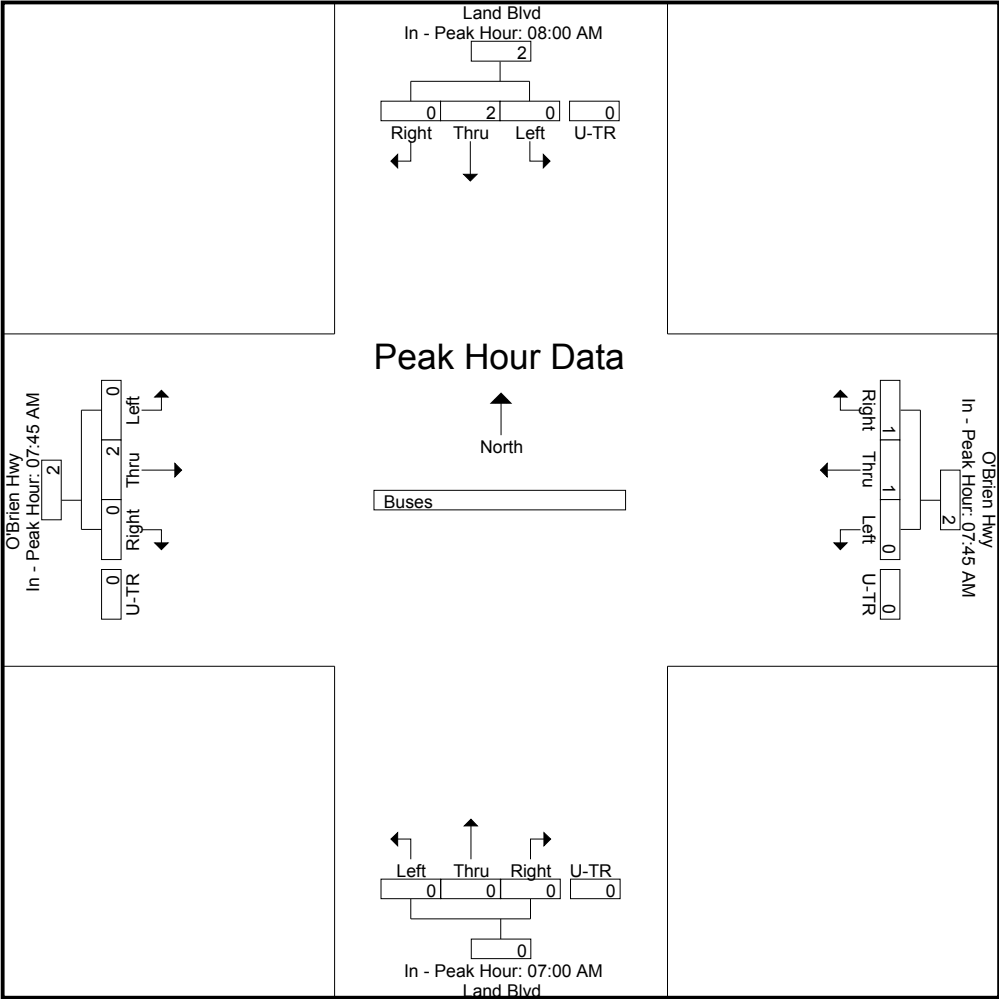 Land Blvd
In - Peak Hour: 08:00 AM
2
0 2 0 0
Right Thru Left U-TR
Peak Hour Data
North
Buses
O'Brien Hwy
In - Peak Hour: 07:45 AM
2
0 2 0 0
Left Thru Right U-TR
O'Brien Hwy
In - Peak Hour: 07:45 AM
2
1 1 0 0
Right Thru Left U-TR
Left Thru Right U-TR
0 0 0 0
0
In - Peak Hour: 07:00 AM
Land Blvd